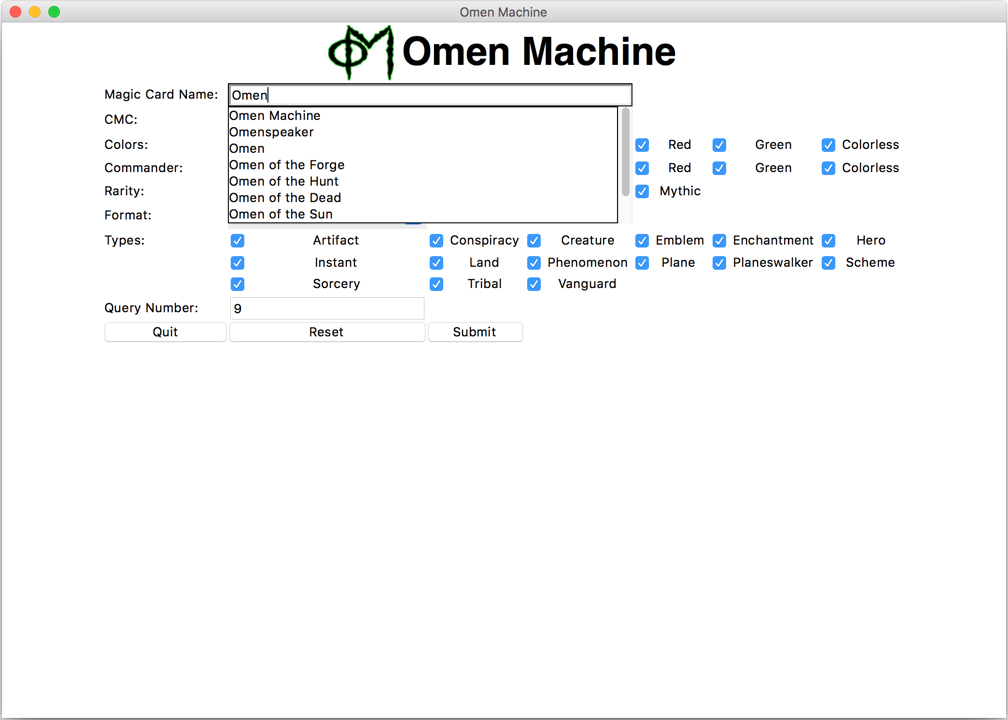 Omen Machine
Omen Machine
Magic Card Name: Omen
CMC:
Omen Machine
Omenspeaker
Omen
Omen of the Forge
Omen of the Hunt
Omen of the Dead
Omen of the Sun
Colors: Red Green Colorless
Commander: Red Green Colorless
Rarity: Mythic
Format:
Types: Artifact Conspiracy Creature Emblem Enchantment Hero
Instant Land Phenomenon Plane Planeswalker Scheme
Sorcery Tribal Vanguard
Query Number: 9
Quit Reset Submit